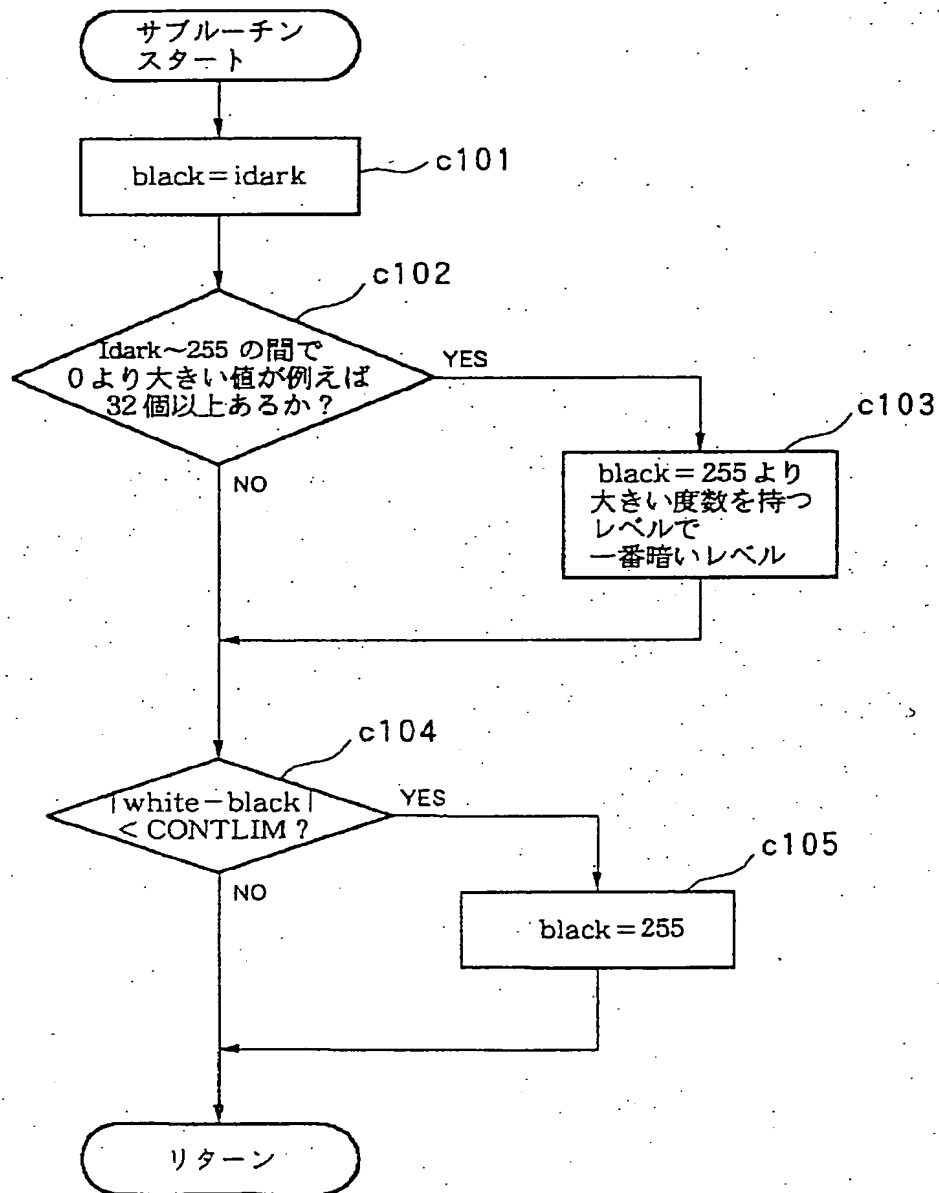 サブルーチン
スタート
black=idark
c101
c102
Idark~255 の間で
0より大きい値が例えば
32個以上あるか?
YES
NO
c103
black=255より
大きい度数を持つ
レベルで
一番暗いレベル
c104
|white-black|
< CONTLIM ?
YES
NO
c105
black=255
リターン